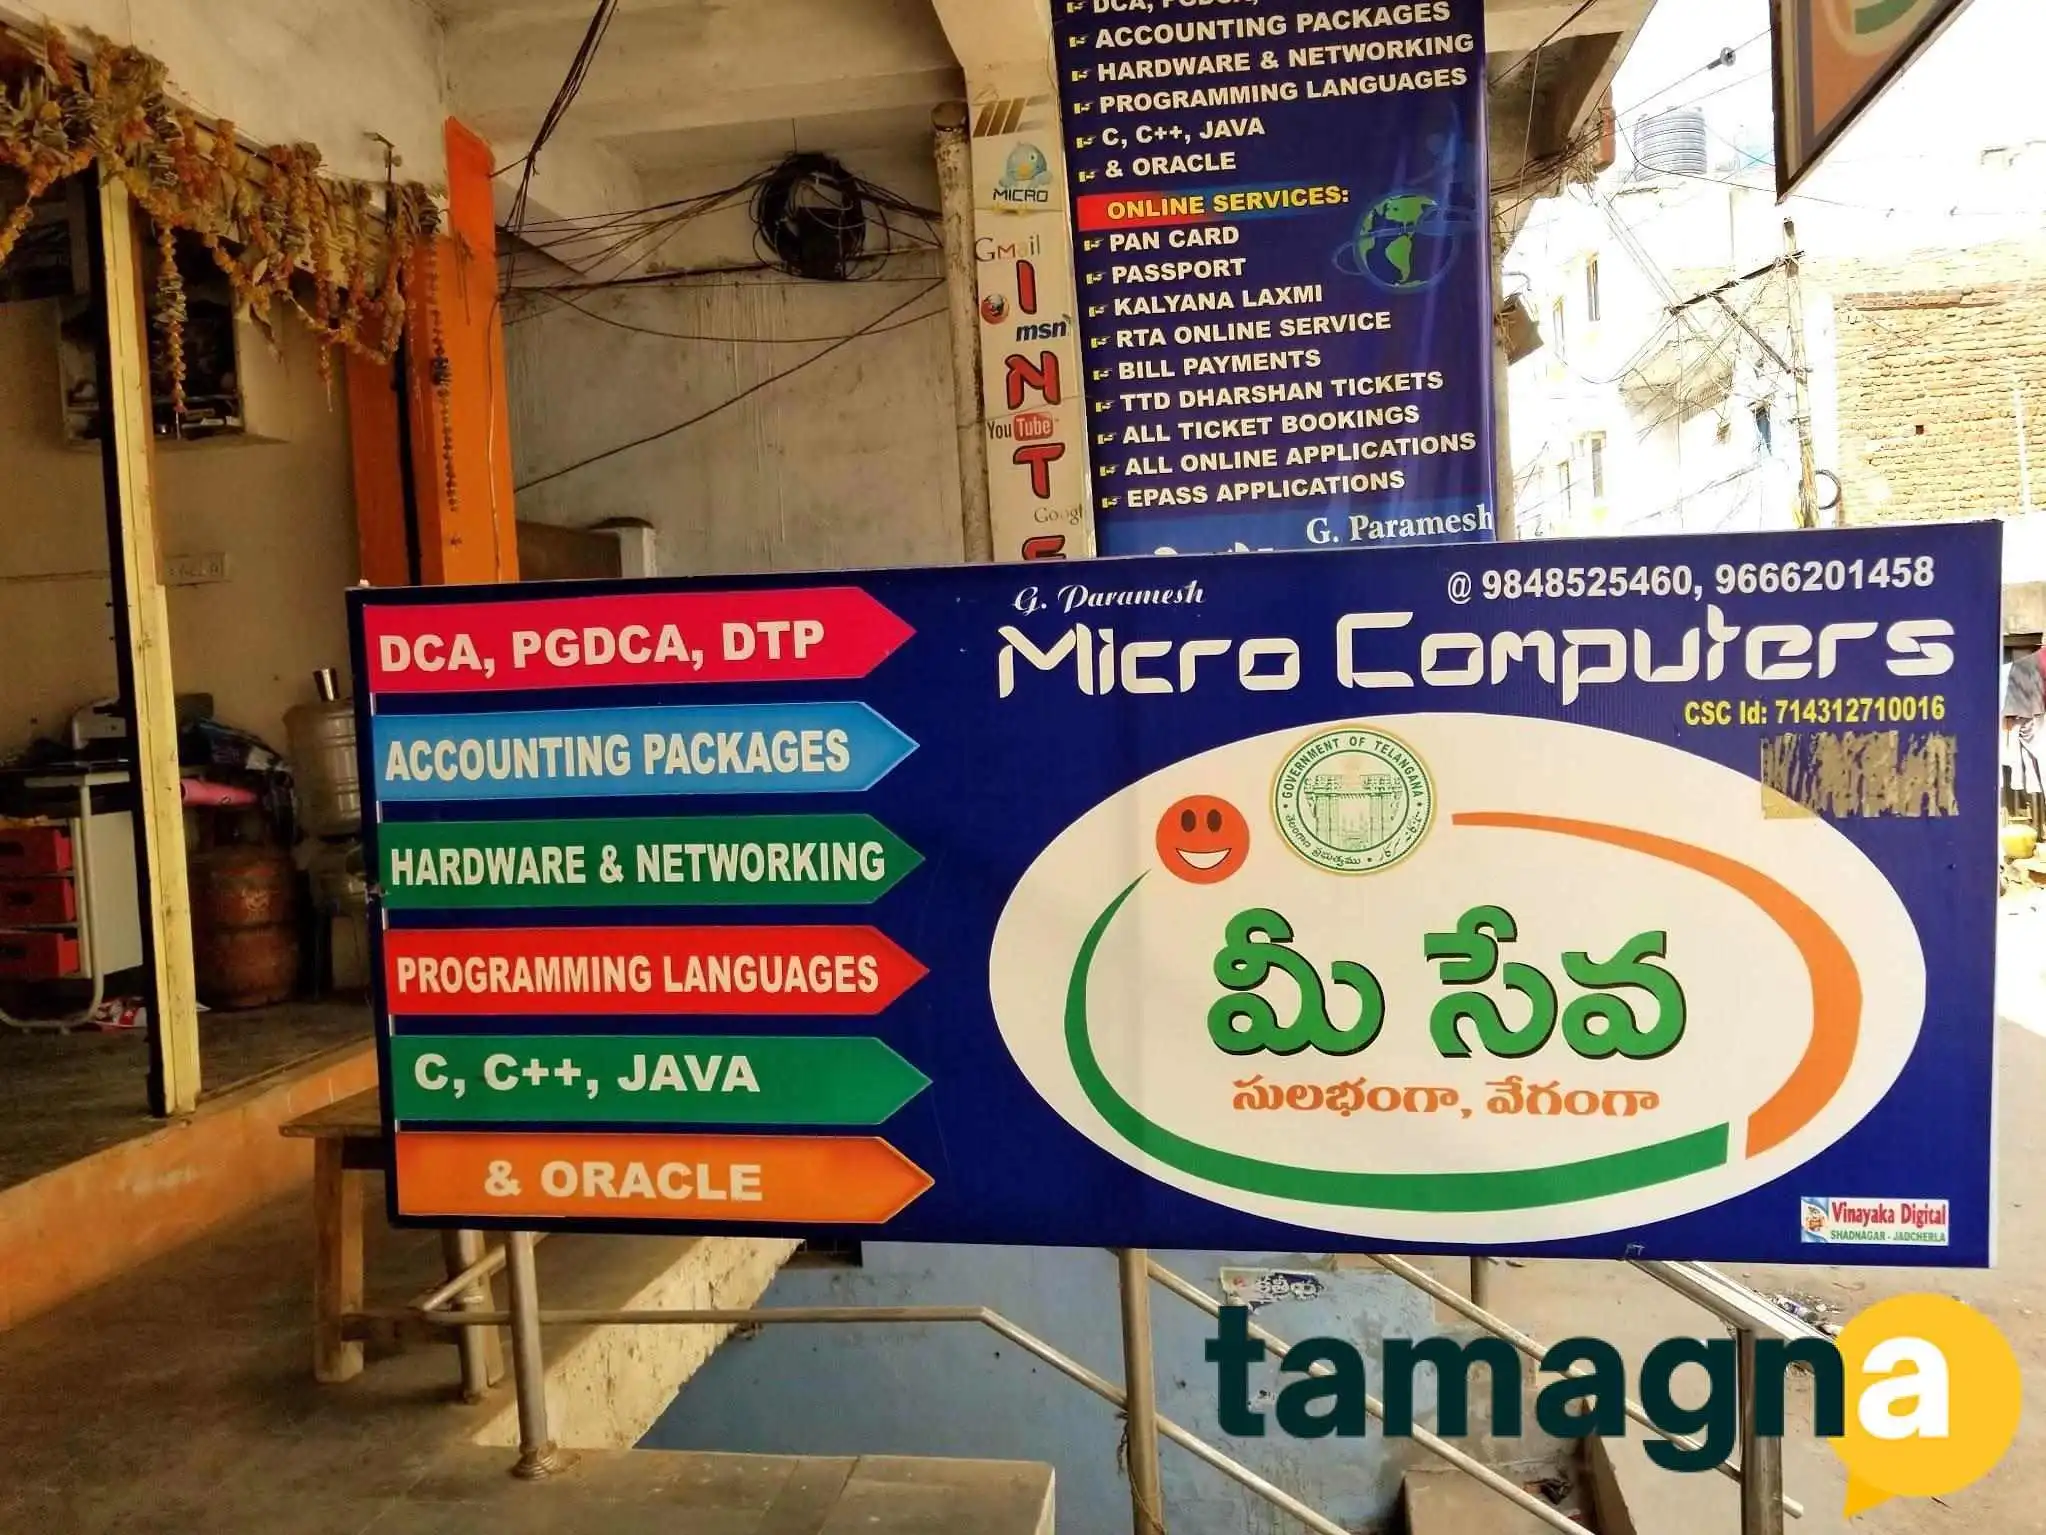 DCA, PGDCA,
ACCOUNTING PACKAGES
HARDWARE & NETWORKING
PROGRAMMING LANGUAGES
C, C++, JAVA
& ORACLE
ONLINE SERVICES:
PAN CARD
PASSPORT
KALYANA LAXMI
RTA ONLINE SERVICE
BILL PAYMENTS
TTD DHARSHAN TICKETS
ALL TICKET BOOKINGS
ALL ONLINE APPLICATIONS
EPASS APPLICATIONS
G. Paramesh
MICRO
GMail
I
msn
N
YouTube
T
Google
DCA, PGDCA, DTP
ACCOUNTING PACKAGES
HARDWARE & NETWORKING
PROGRAMMING LANGUAGES
C, C++, JAVA
& ORACLE
G. Paramesh
@ 9848525460, 9666201458
Micro Computers
CSC Id: 714312710016
GOVERNMENT OF TELANGANA
తెలంగాణ ప్రభుత్వము
మీ సేవ
సులభంగా, వేగంగా
Vinayaka Digital
SHADNAGAR - JADCHERLA
tamagna